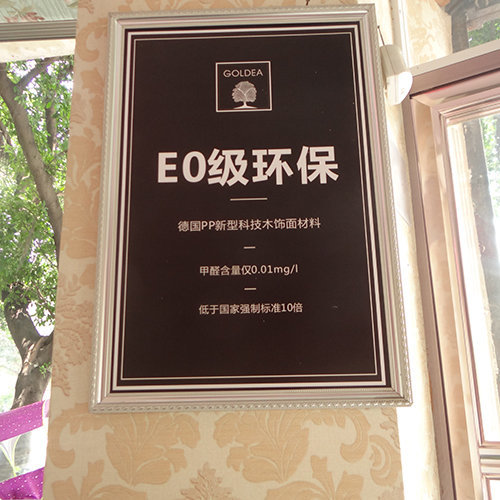 GOLDEA
E0级环保
德国PP新型科技木饰面材料
甲醛含量仅0.01mg/l
低于国家强制标准10倍